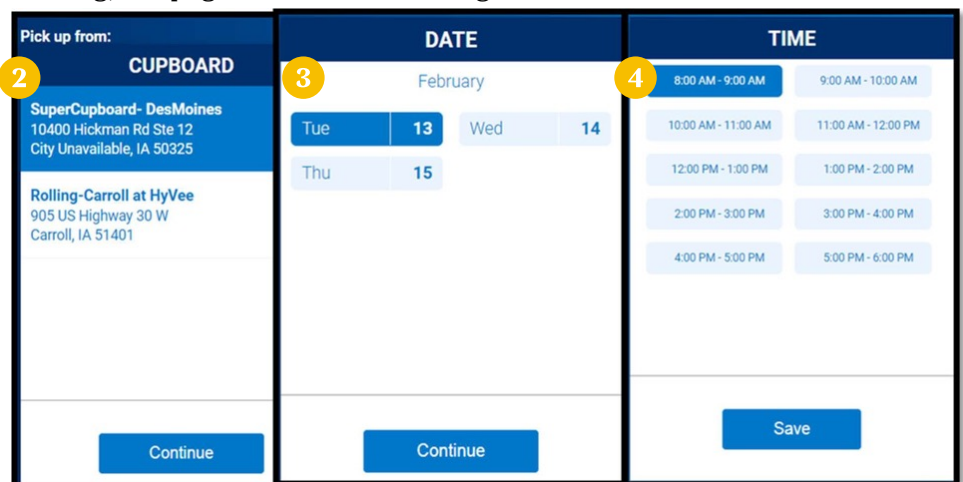 Pick up from:
2
CUPBOARD
SuperCupboard- DesMoines
10400 Hickman Rd Ste 12
City Unavailable, IA 50325
Rolling-Carroll at HyVee
905 US Highway 30 W
Carroll, IA 51401
Continue
DATE
3
February
Tue 13 Wed 14
Thu 15
Continue
TIME
4
8:00 AM - 9:00 AM 9:00 AM - 10:00 AM
10:00 AM - 11:00 AM 11:00 AM - 12:00 PM
12:00 PM - 1:00 PM 1:00 PM - 2:00 PM
2:00 PM - 3:00 PM 3:00 PM - 4:00 PM
4:00 PM - 5:00 PM 5:00 PM - 6:00 PM
Save